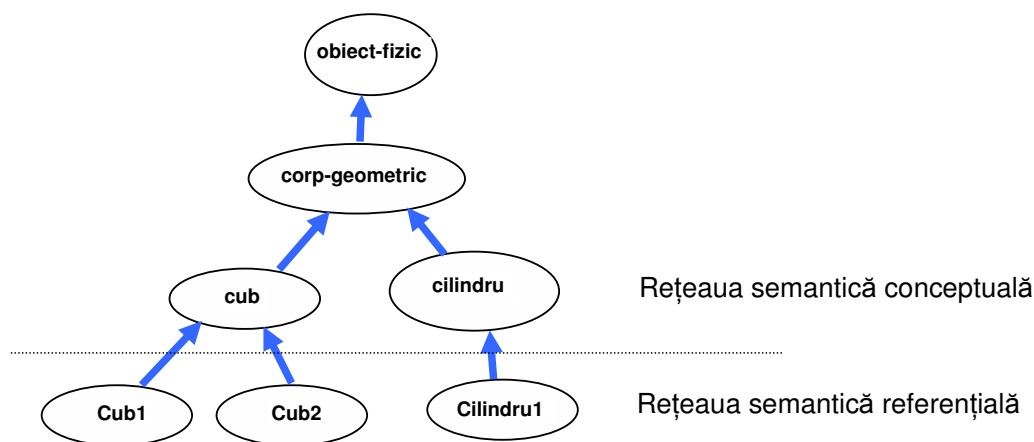 obiect-fizic
corp-geometric
cub
cilindru
Rețeaua semantică conceptuală
Cub1
Cub2
Cilindru1
Rețeaua semantică referențială